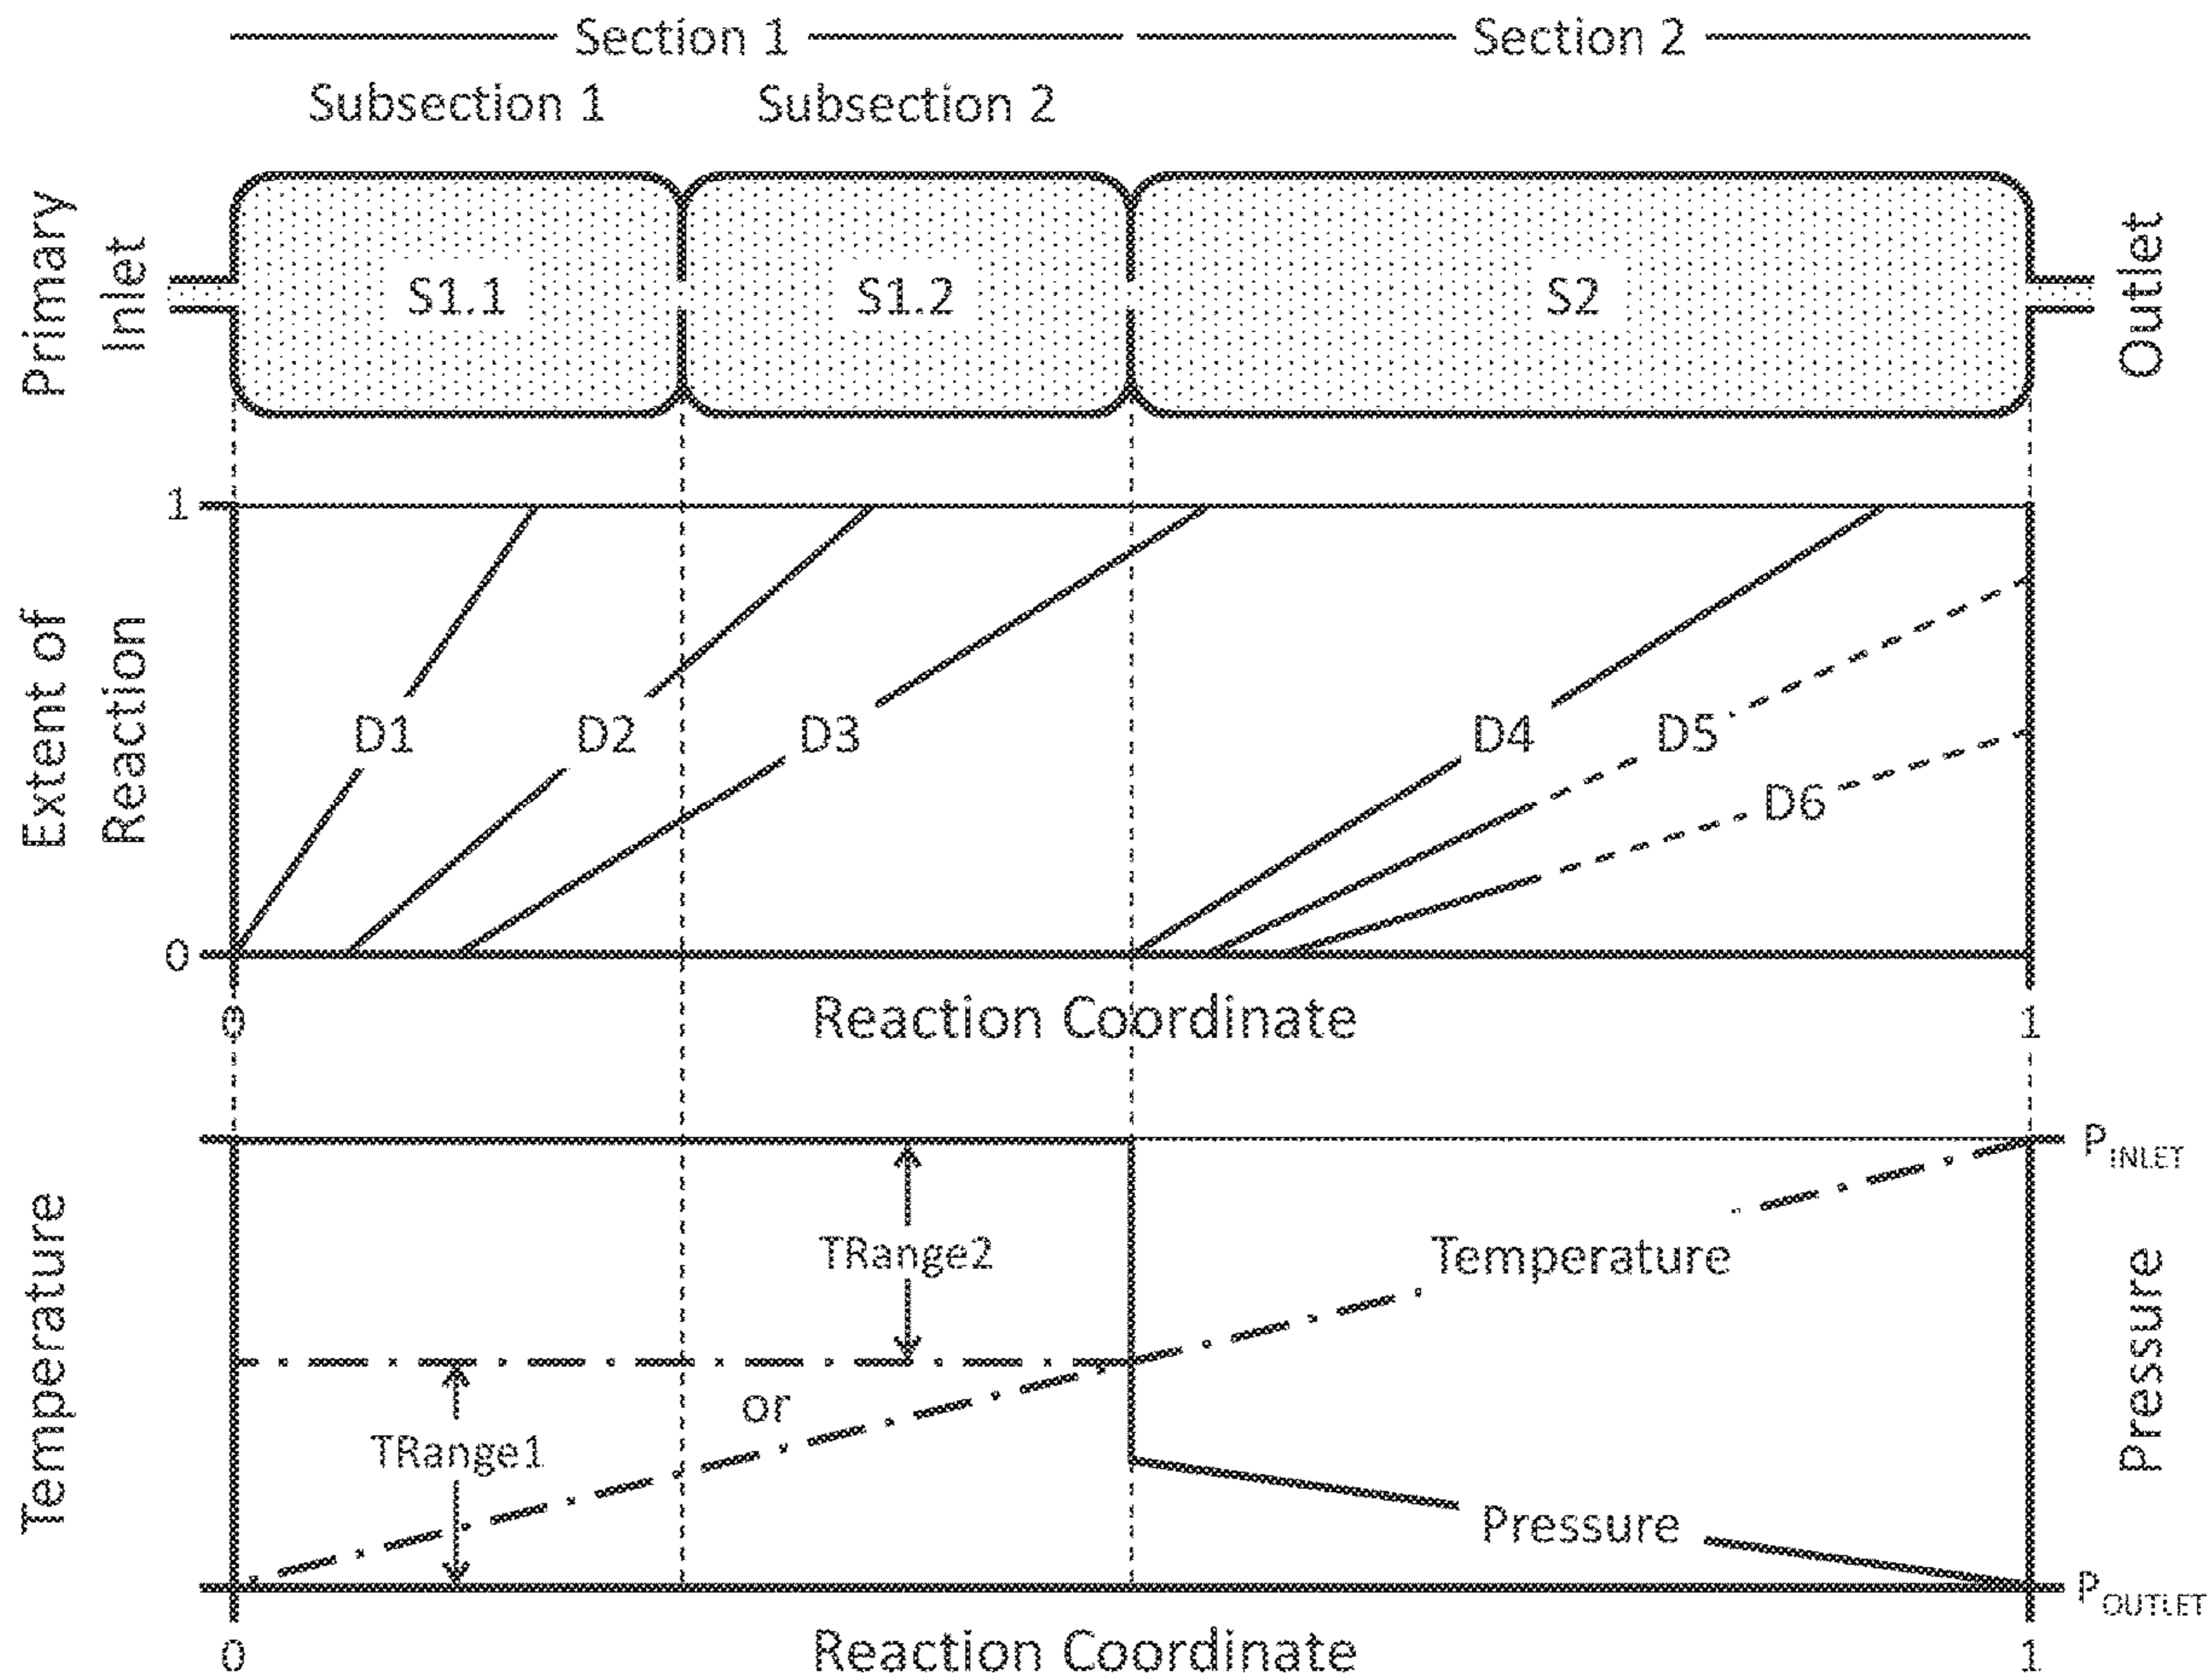 Section 1 Section 2
Subsection 1 Subsection 2
Primary
Inlet
S1.1 S1.2 S2
Outlet
Extent of
Reaction
1
D1 D2 D3 D4 D5
D6
0
0 Reaction Coordinate 1
Temperature
P INLET
TRange2
Temperature
or
TRange1
Pressure
Pressure
P OUTLET
0 Reaction Coordinate 1